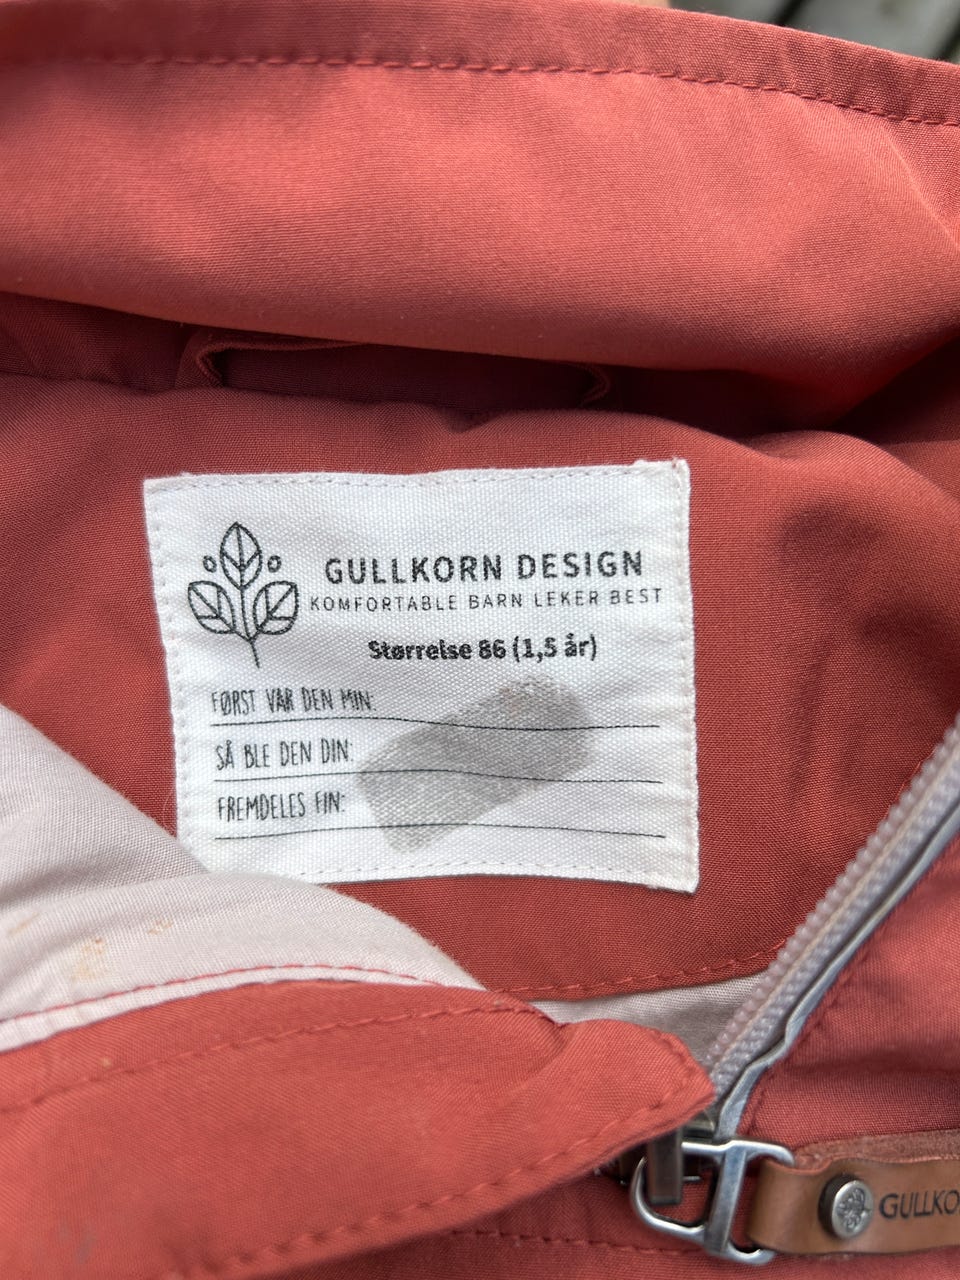 GULLKORN DESIGN
KOMFORTABLE BARN LEKER BEST
Størrelse 86 (1,5 år)
FØRST VAR DEN MIN:
SÅ BLE DEN DIN:
FREMDELES FIN:
GULLKO